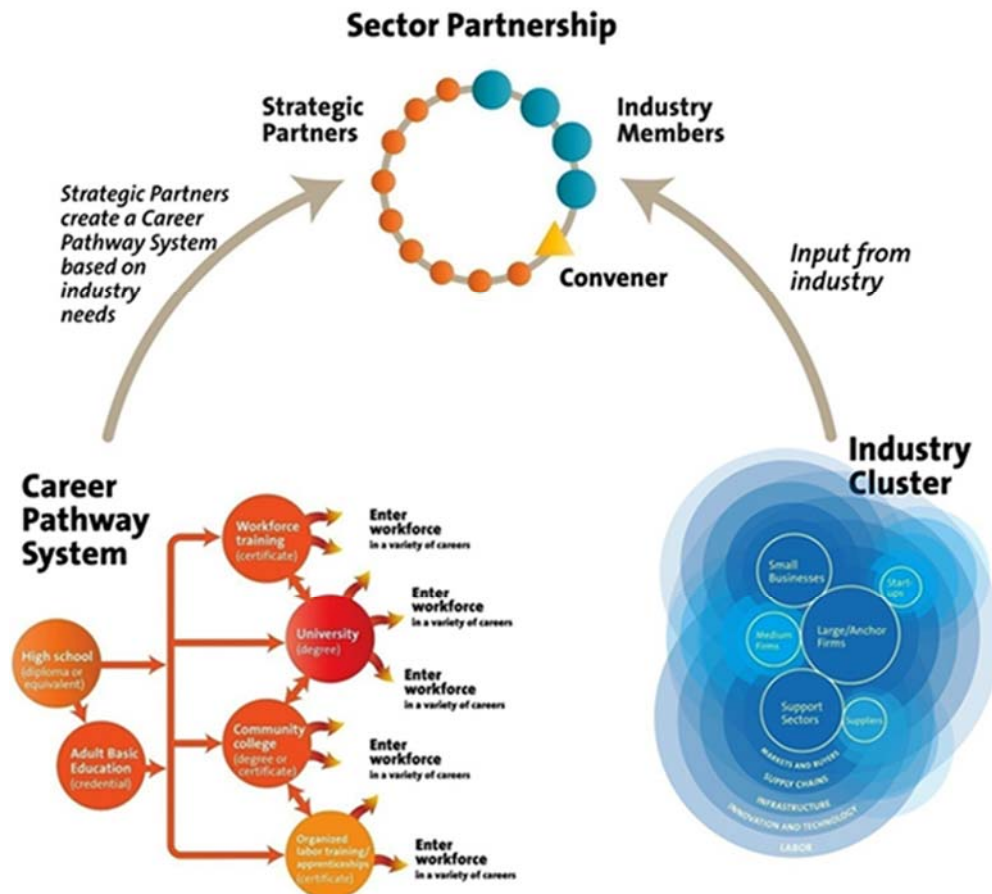 Sector Partnership
Strategic
Partners
Industry
Members
Convener
Strategic Partners
create a Career
Pathway System
based on
industry
needs
Input from
industry
Career
Pathway
System
High school
(diploma or
equivalent)
Adult Basic
Education
(credential)
Workforce
training
(certificate)
Enter
workforce
in a variety of careers
University
(degree)
Enter
workforce
in a variety of careers
Enter
workforce
in a variety of careers
Community
college
(degree or
certificate)
Enter
workforce
in a variety of careers
Organized
labor training/
apprenticeships
(certificate)
Enter
workforce
in a variety of careers
Industry
Cluster
Small
Businesses
Start-
ups
Medium
Firms
Large/Anchor
Firms
Support
Sectors
Suppliers
MARKETS AND BUYERS
SUPPLY CHAINS
INFRASTRUCTURE
INNOVATION AND TECHNOLOGY
LABOR